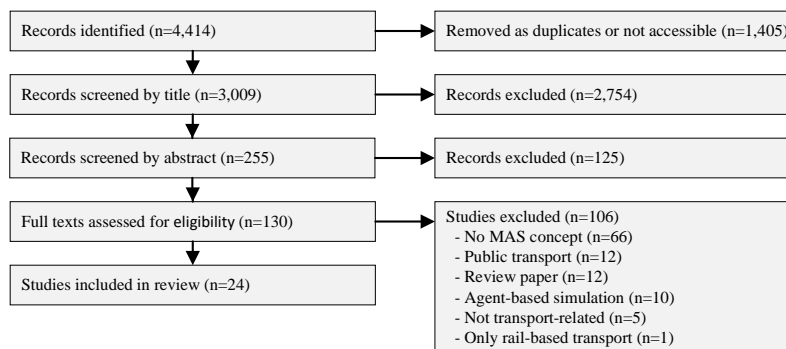 Records identified (n=4,414)
Removed as duplicates or not accessible (n=1,405)
Records screened by title (n=3,009)
Records excluded (n=2,754)
Records screened by abstract (n=255)
Records excluded (n=125)
Full texts assessed for eligibility (n=130)
Studies excluded (n=106)
- No MAS concept (n=66)
- Public transport (n=12)
- Review paper (n=12)
- Agent-based simulation (n=10)
- Not transport-related (n=5)
- Only rail-based transport (n=1)
Studies included in review (n=24)